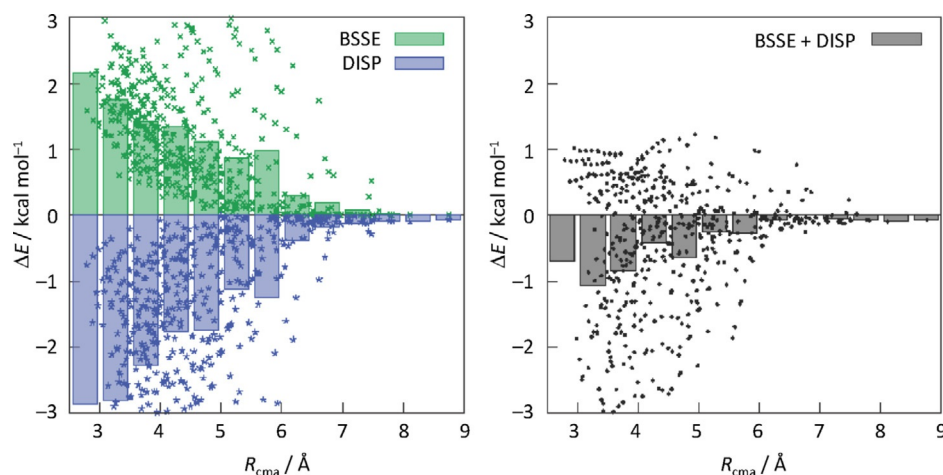 3
2
1
0
−1
−2
−3
ΔE / kcal mol⁻¹
BSSE
DISP
3 4 5 6 7 8 9
R_cma / Å
3
2
1
0
−1
−2
−3
ΔE / kcal mol⁻¹
BSSE + DISP
3 4 5 6 7 8 9
R_cma / Å